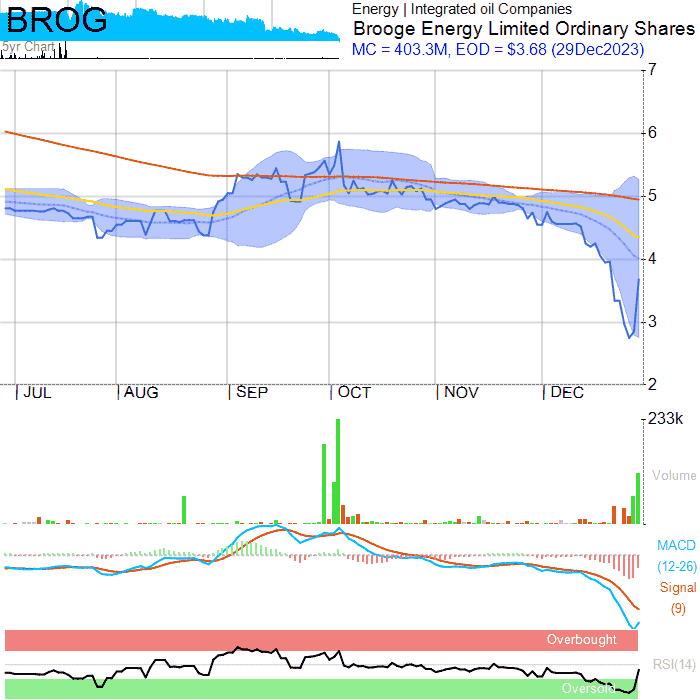 BROG
Energy | Integrated oil Companies
Brooge Energy Limited Ordinary Shares
MC = 403.3M, EOD = $3.68 (29Dec2023)
5yr Chart
7
6
5
4
3
2
JUL AUG SEP OCT NOV DEC
233k
Volume
MACD
(12-26)
Signal
(9)
Overbought
RSI(14)
Oversold